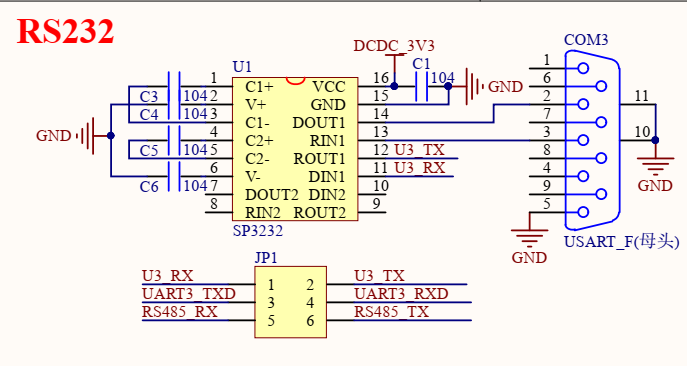 RS232
DCDC_3V3
COM3
U1
C1
104
GND
1 C1+ VCC 16
2 V+ GND 15
3 C1- DOUT1 14
4 C2+ RIN1 13
5 C2- ROUT1 12 U3_TX
6 V- DIN1 11 U3_RX
7 DOUT2 DIN2 10
8 RIN2 ROUT2 9
SP3232
C3 104
C4 104
C5 104
C6 104
GND
1
6
2
7
3
8
4
9
5
11
10
GND
GND
USART_F(母头)
JP1
U3_RX 1 2 U3_TX
UART3_TXD 3 4 UART3_RXD
RS485_RX 5 6 RS485_TX